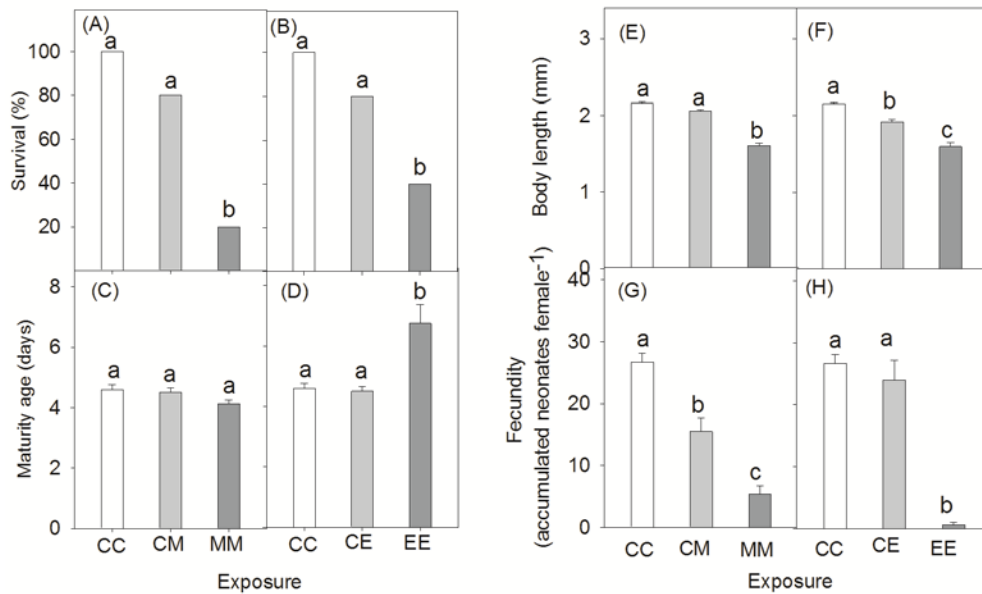 (A)
(B)
Survival (%)
100
80
60
40
20
a
a
b
a
a
b
(C)
(D)
Maturity age (days)
8
6
4
2
0
a
a
a
a
a
b
CC CM MM CC CE EE
Exposure
(E)
(F)
Body length (mm)
3
2
1
0
a
a
b
a
b
c
(G)
(H)
Fecundity
(accumulated neonates female-1)
40
30
20
10
0
a
b
c
a
a
b
CC CM MM CC CE EE
Exposure